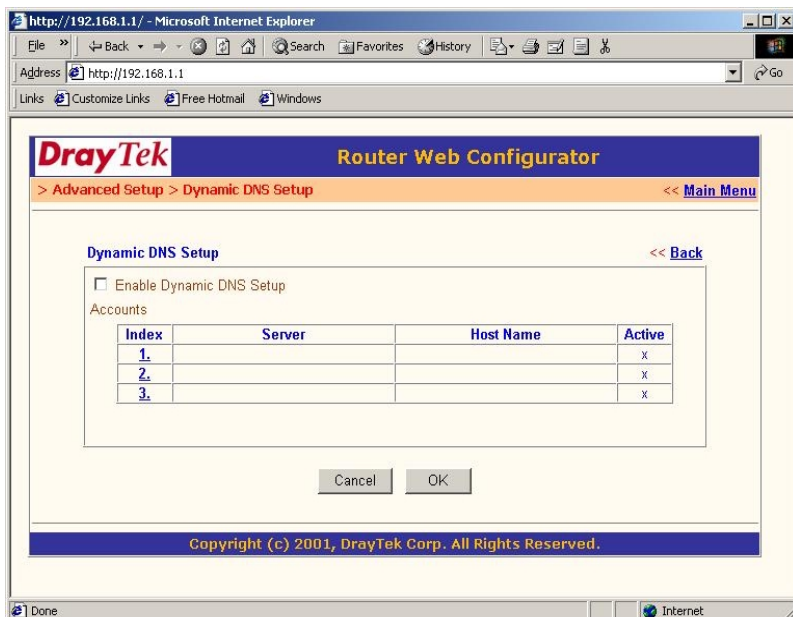 http://192.168.1.1/ - Microsoft Internet Explorer
File » Back Search Favorites History
Address http://192.168.1.1 Go
Links Customize Links Free Hotmail Windows
DrayTek Router Web Configurator
> Advanced Setup > Dynamic DNS Setup << Main Menu
Dynamic DNS Setup << Back
Enable Dynamic DNS Setup
Accounts
Index Server Host Name Active
1. x
2. x
3. x
Cancel OK
Copyright (c) 2001, DrayTek Corp. All Rights Reserved.
Done Internet